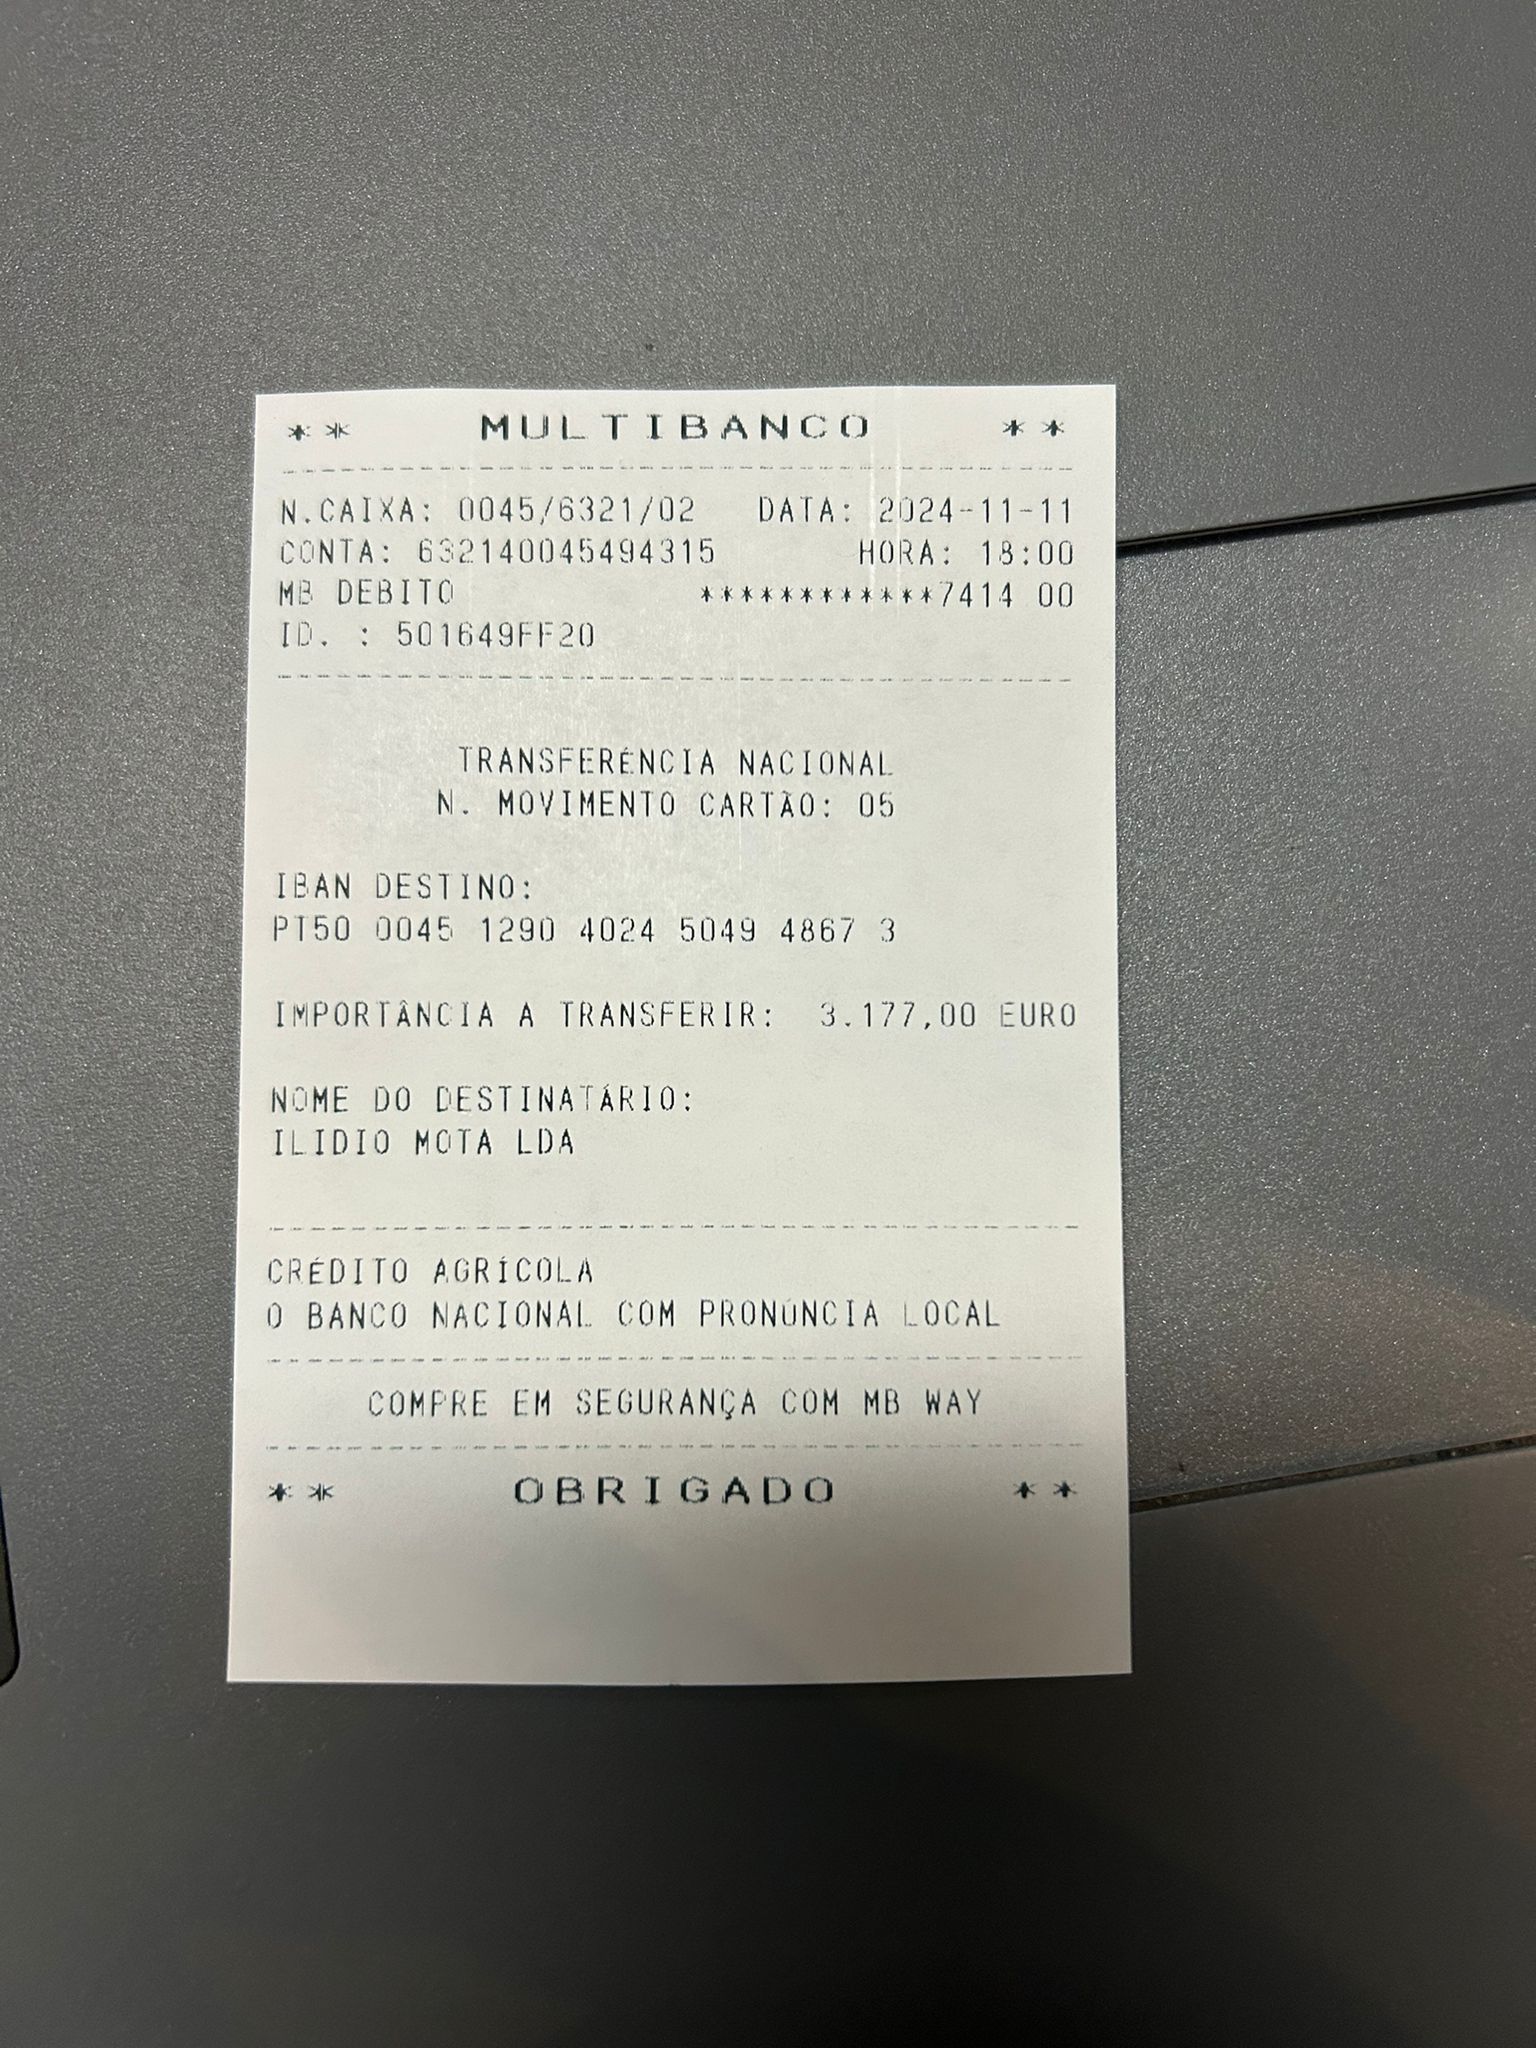 ** MULTIBANCO **
N.CAIXA: 0045/6321/02 DATA: 2024-11-11
CONTA: 632140045494315 HORA: 18:00
MB DEBITO ************7414 00
ID. : 501649FF20
TRANSFERÊNCIA NACIONAL
N. MOVIMENTO CARTÃO: 05
IBAN DESTINO:
PT50 0045 1290 4024 5049 4867 3
IMPORTÂNCIA A TRANSFERIR: 3.177,00 EURO
NOME DO DESTINATÁRIO:
ILIDIO MOTA LDA
CRÉDITO AGRÍCOLA
O BANCO NACIONAL COM PRONÚNCIA LOCAL
COMPRE EM SEGURANÇA COM MB WAY
** OBRIGADO **